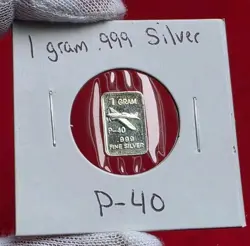 1 gram .999 Silver
1 GRAM
P-40
.999
FINE SILVER
P-40